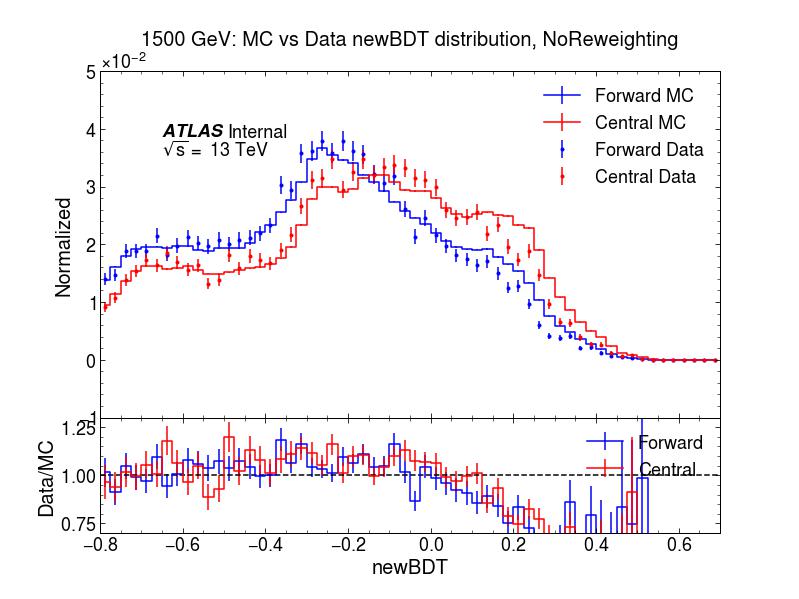 1500 GeV: MC vs Data newBDT distribution, NoReweighting
×10⁻²
5
4
3
2
1
0
−1
Normalized
ATLAS Internal
√s = 13 TeV
Forward MC
Central MC
Forward Data
Central Data
1.25
1.00
0.75
Data/MC
Forward
Central
−0.8 −0.6 −0.4 −0.2 0.0 0.2 0.4 0.6
newBDT